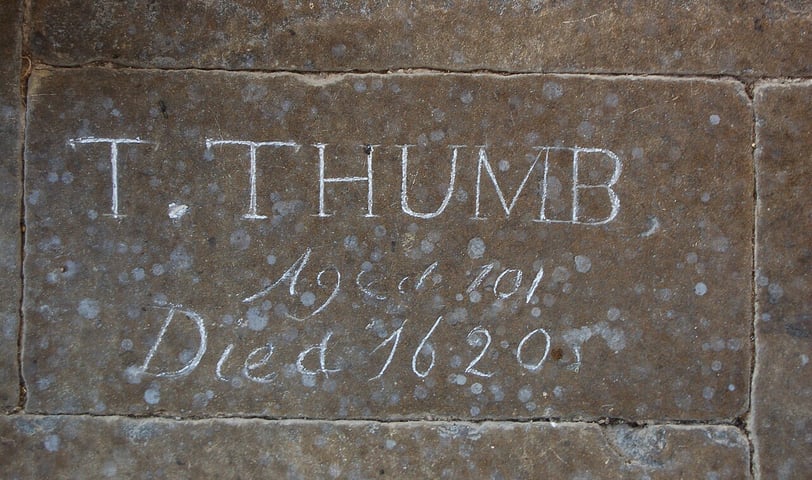 T. THUMB
Aged 101
Died 1620